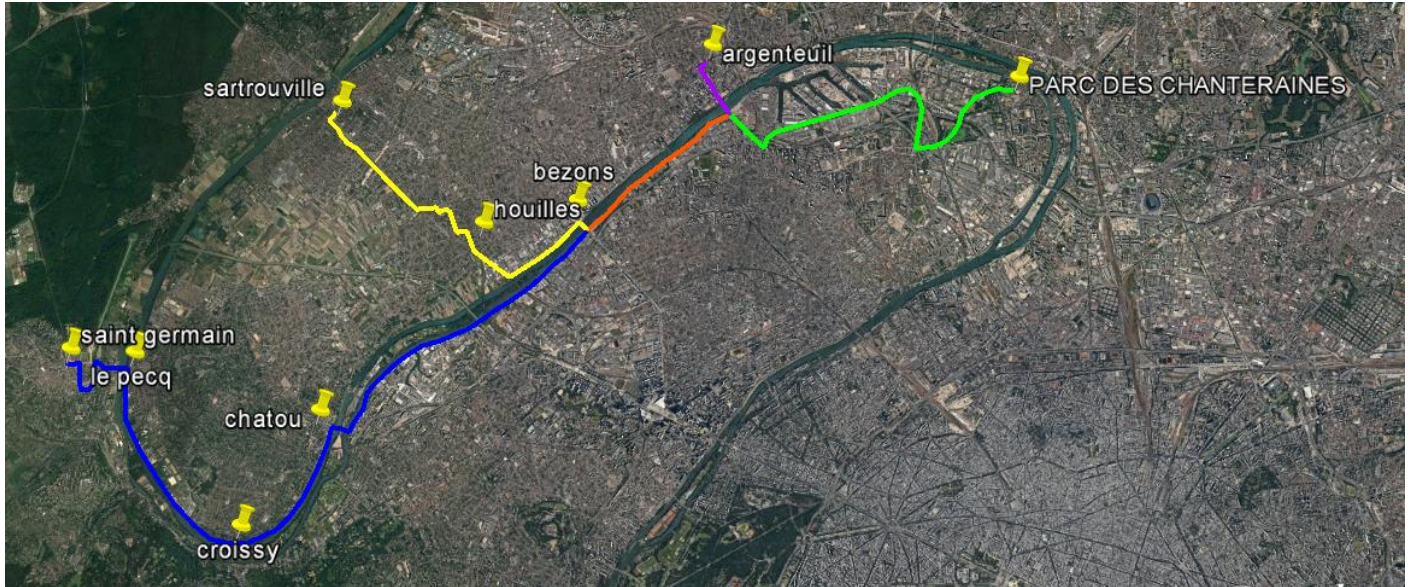 argenteuil
sartrouville
PARC DES CHANTERAINES
bezons
houilles
saint germain
le pecq
chatou
croissy